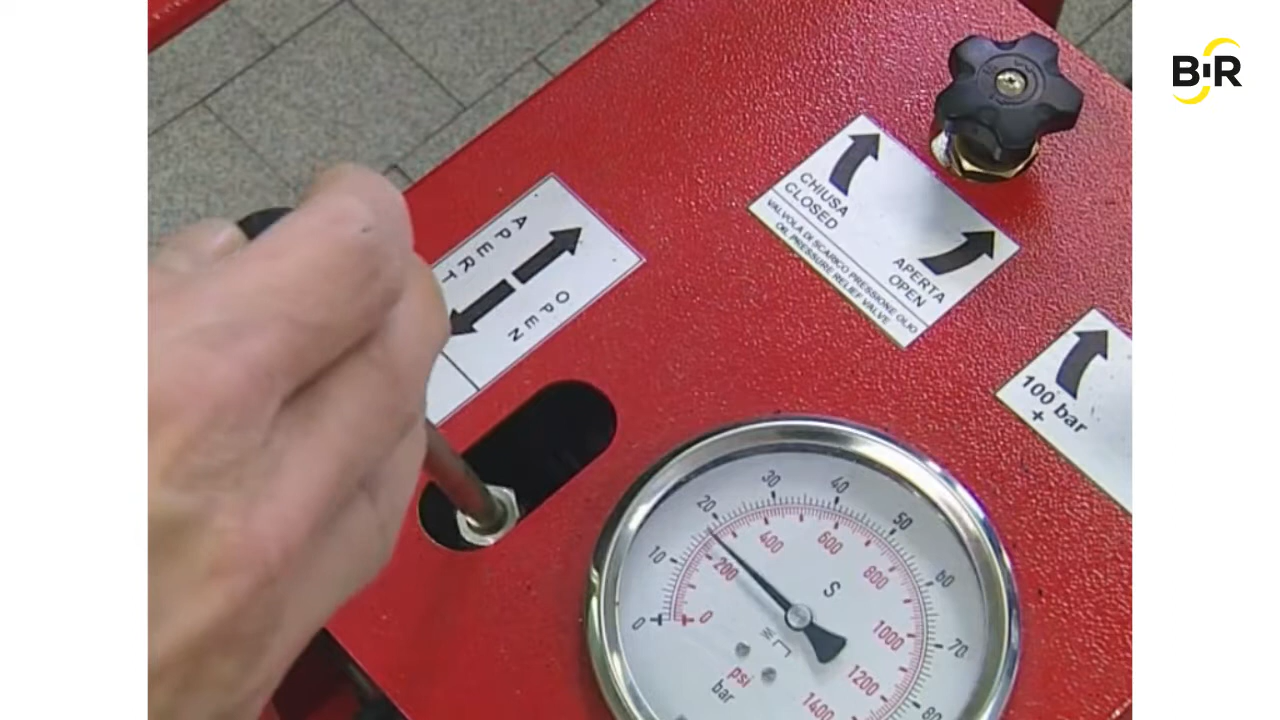 B·R
APERT
OPEN
CHIUSA
CLOSED
APERTA
OPEN
VALVOLA DI SCARICO PRESSIONE OLIO
OIL PRESSURE RELIEF VALVE
100 bar
+
0
10
20
30
40
50
60
70
80
0
200
400
600
800
1000
1200
1400
S
psi
bar